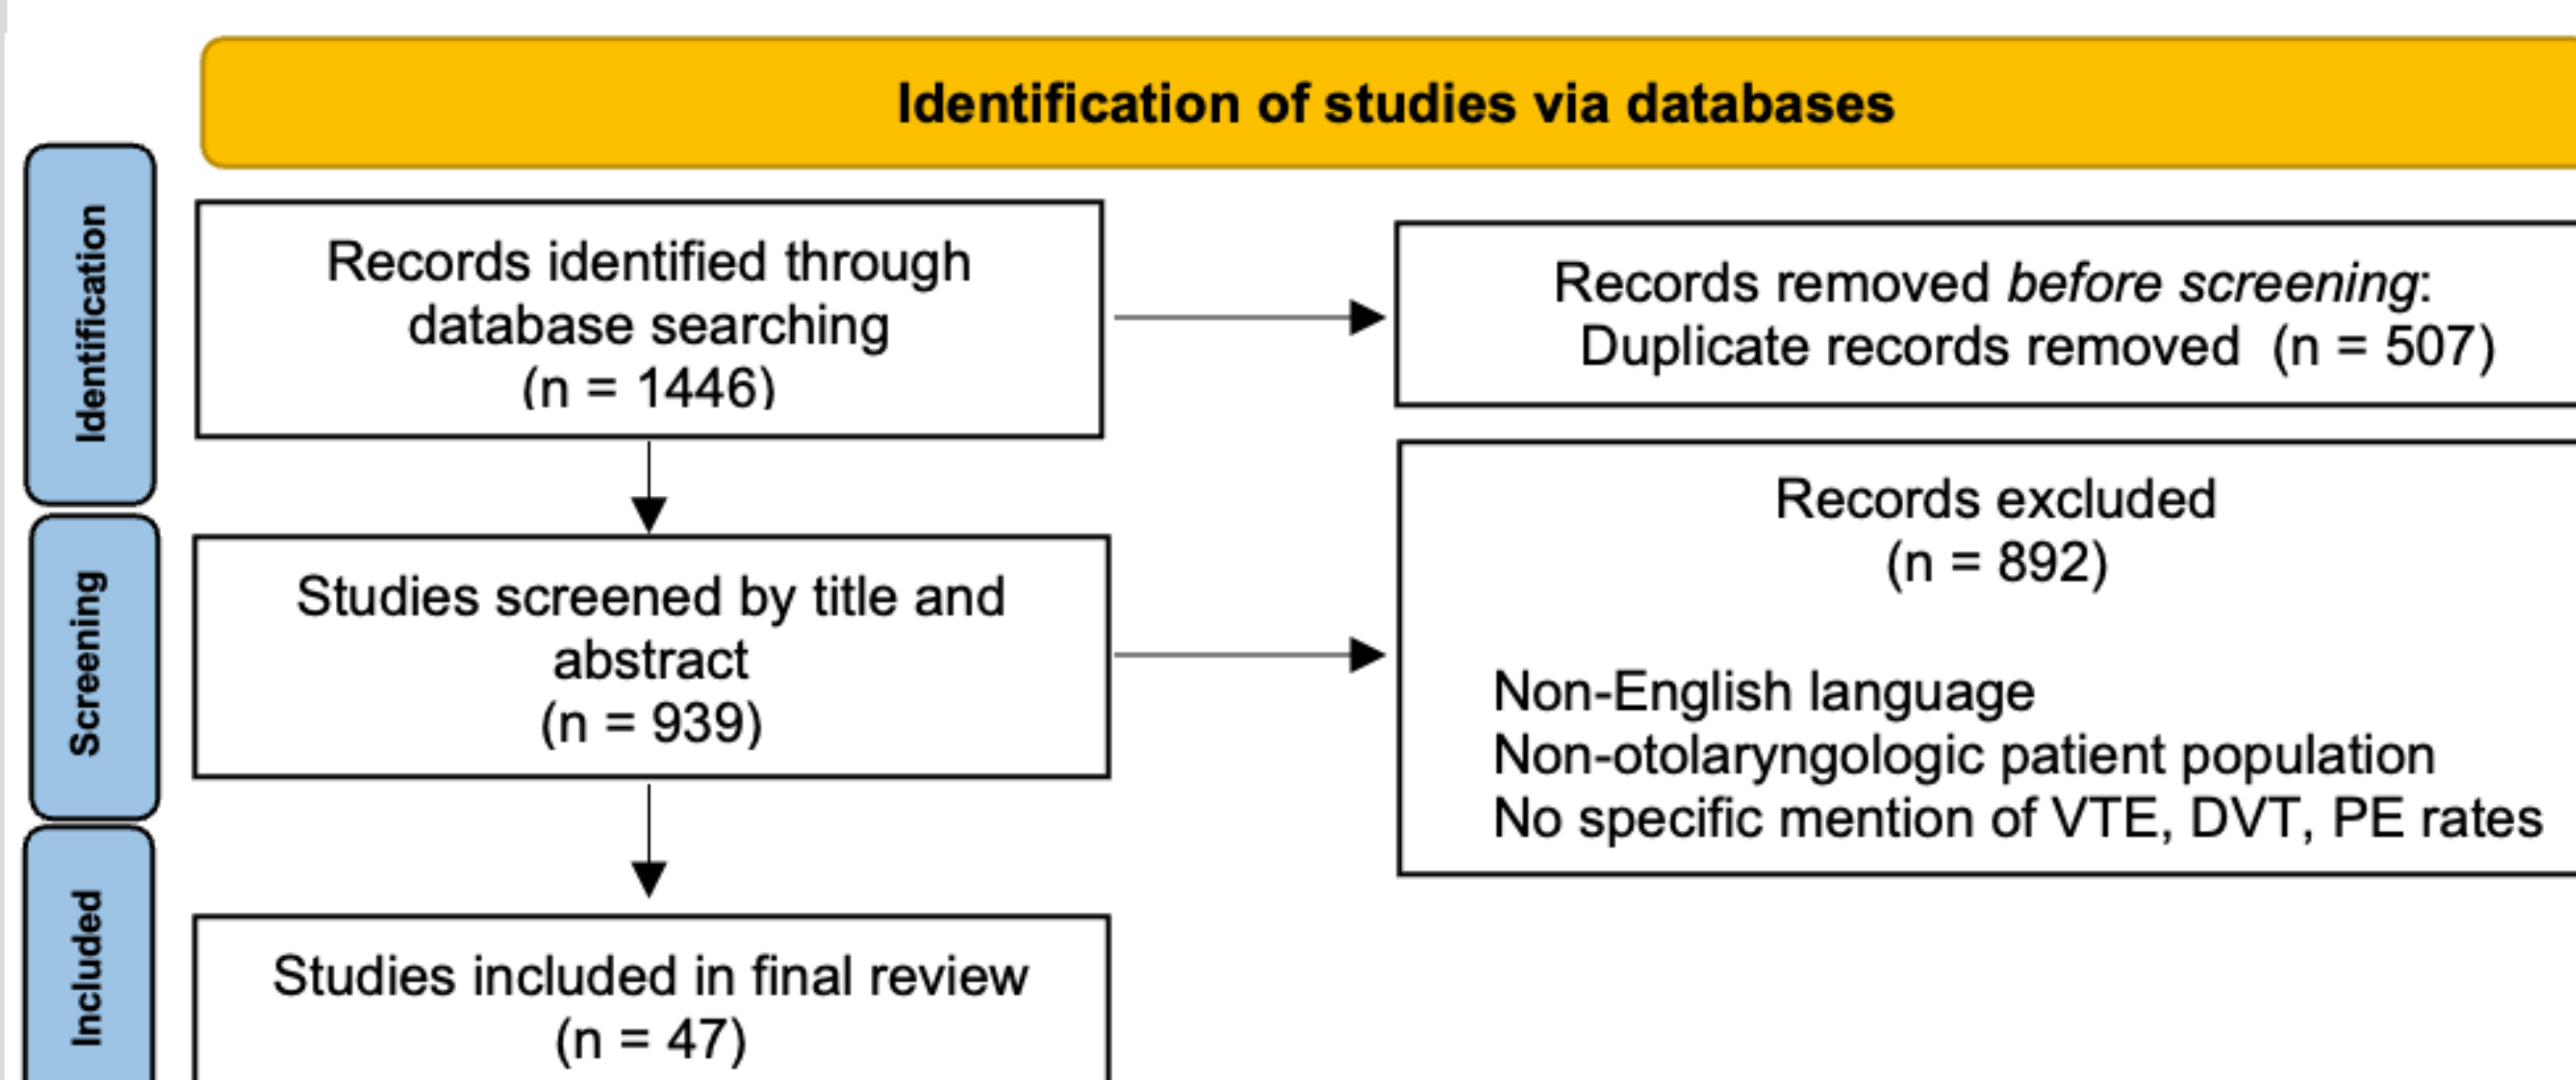 Identification of studies via databases
Identification
Records identified through
database searching
(n = 1446)
Records removed before screening:
Duplicate records removed (n = 507)
Screening
Studies screened by title and
abstract
(n = 939)
Records excluded
(n = 892)
Non-English language
Non-otolaryngologic patient population
No specific mention of VTE, DVT, PE rates
Included
Studies included in final review
(n = 47)